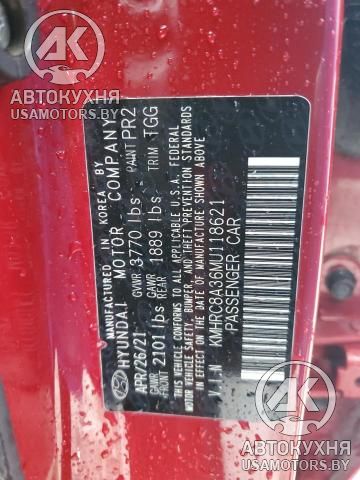 AK
АВТОКУХНЯ
USAMOTORS.BY
MANUFACTURED IN KOREA BY
HYUNDAI MOTOR COMPANY
APR/26/21 GVWR 3770 lbs PAINT PR2
GAWR FRONT 2101 lbs GAWR REAR 1889 lbs TRIM TGG
THIS VEHICLE CONFORMS TO ALL APPLICABLE U.S.A. FEDERAL
MOTOR VEHICLE SAFETY, BUMPER, AND THEFT PREVENTION
STANDARDS IN EFFECT ON THE DATE OF MANUFACTURE SHOWN ABOVE.
V.I.N KMHRC8A36MU118621
PASSENGER CAR
AK
АВТОКУХНЯ
USAMOTORS.BY